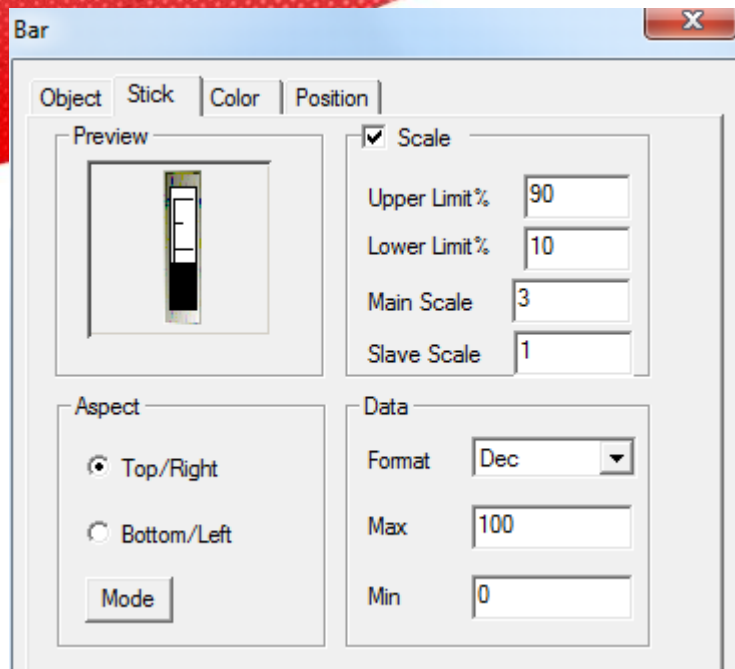 Bar
x
Object Stick Color Position
Preview
Scale
Upper Limit% 90
Lower Limit% 10
Main Scale 3
Slave Scale 1
Aspect
Top/Right
Bottom/Left
Mode
Data
Format Dec
Max 100
Min 0